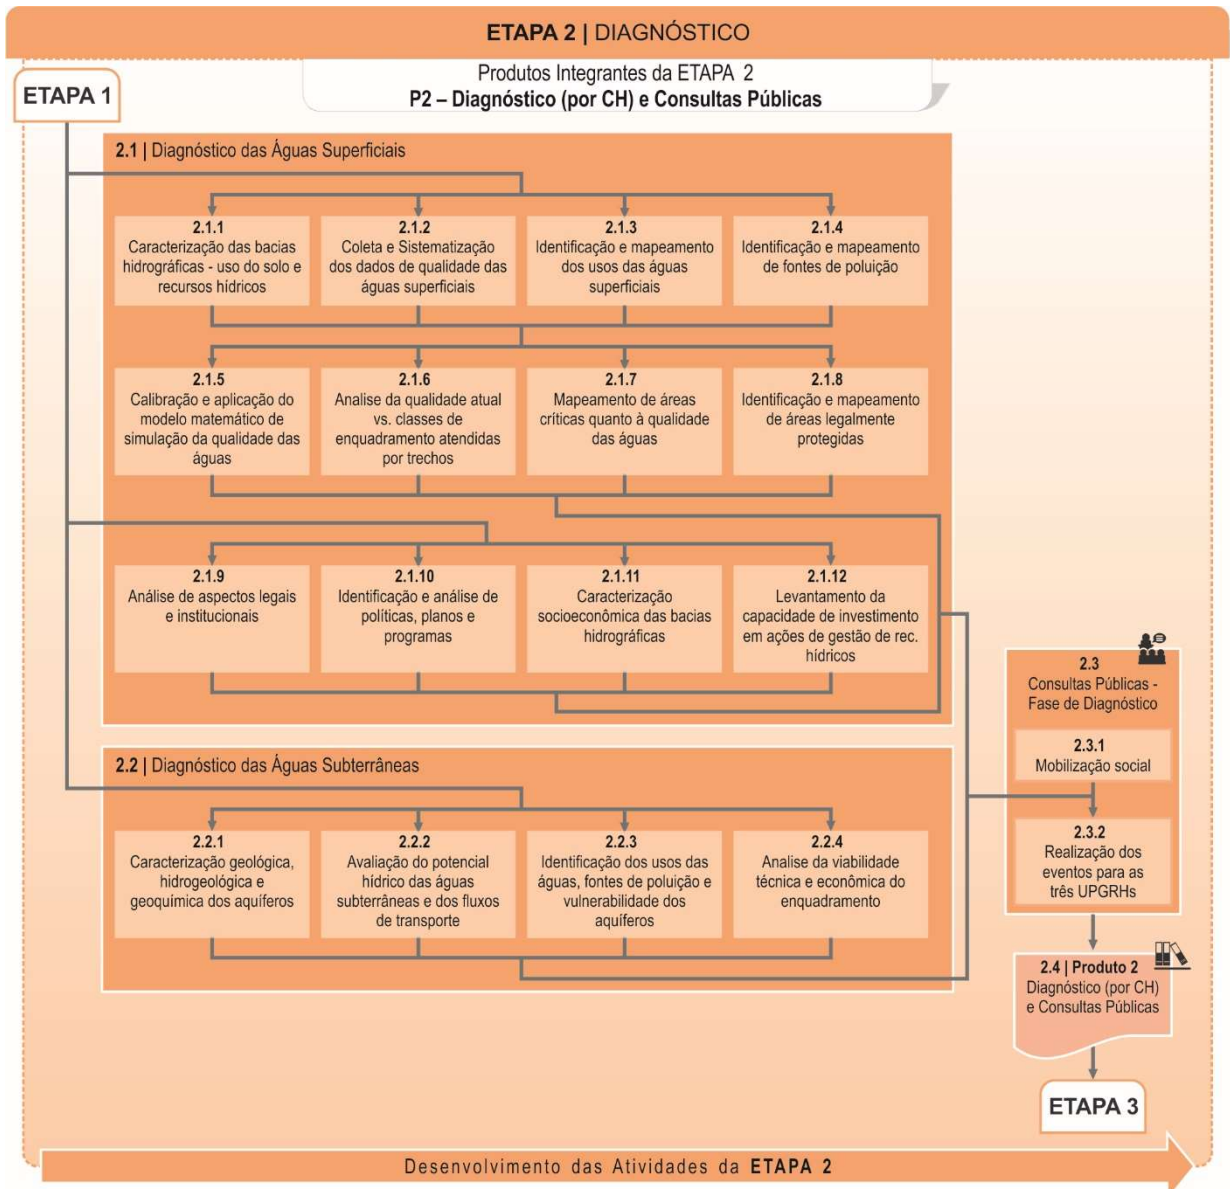 ETAPA 2 | DIAGNÓSTICO
ETAPA 1
Produtos Integrantes da ETAPA 2
P2 – Diagnóstico (por CH) e Consultas Públicas
2.1 | Diagnóstico das Águas Superficiais
2.1.1
Caracterização das bacias
hidrográficas - uso do solo e
recursos hídricos
2.1.2
Coleta e Sistematização
dos dados de qualidade das
águas superficiais
2.1.3
Identificação e mapeamento
dos usos das águas
superficiais
2.1.4
Identificação e mapeamento
de fontes de poluição
2.1.5
Calibração e aplicação do
modelo matemático de
simulação da qualidade das
águas
2.1.6
Analise da qualidade atual
vs. classes de
enquadramento atendidas
por trechos
2.1.7
Mapeamento de áreas
críticas quanto à qualidade
das águas
2.1.8
Identificação e mapeamento
de áreas legalmente
protegidas
2.1.9
Análise de aspectos legais
e institucionais
2.1.10
Identificação e análise de
políticas, planos e
programas
2.1.11
Caracterização
socioeconômica das bacias
hidrográficas
2.1.12
Levantamento da
capacidade de investimento
em ações de gestão de rec.
hídricos
2.2 | Diagnóstico das Águas Subterrâneas
2.2.1
Caracterização geológica,
hidrogeológica e
geoquímica dos aquíferos
2.2.2
Avaliação do potencial
hídrico das águas
subterrâneas e dos fluxos
de transporte
2.2.3
Identificação dos usos das
águas, fontes de poluição e
vulnerabilidade dos
aquíferos
2.2.4
Analise da viabilidade
técnica e econômica do
enquadramento
2.3
Consultas Públicas -
Fase de Diagnóstico
2.3.1
Mobilização social
2.3.2
Realização dos
eventos para as
três UPGRHs
2.4 | Produto 2
Diagnóstico (por CH)
e Consultas Públicas
ETAPA 3
Desenvolvimento das Atividades da ETAPA 2